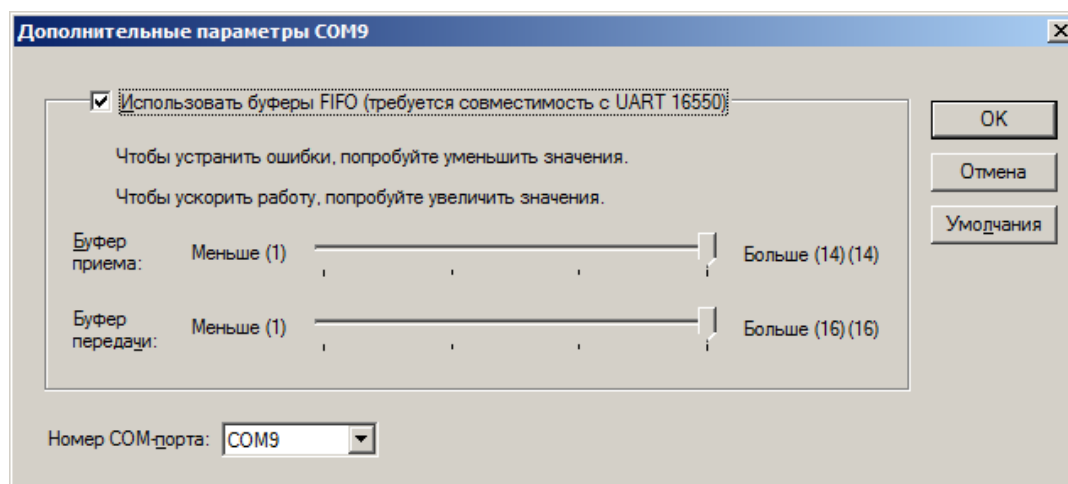 Дополнительные параметры COM9
Использовать буферы FIFO (требуется совместимость с UART 16550)
Чтобы устранить ошибки, попробуйте уменьшить значения.
Чтобы ускорить работу, попробуйте увеличить значения.
Буфер
приема:
Меньше (1)
Больше (14) (14)
Буфер
передачи:
Меньше (1)
Больше (16) (16)
Номер COM-порта:
COM9
OK
Отмена
Умолчания